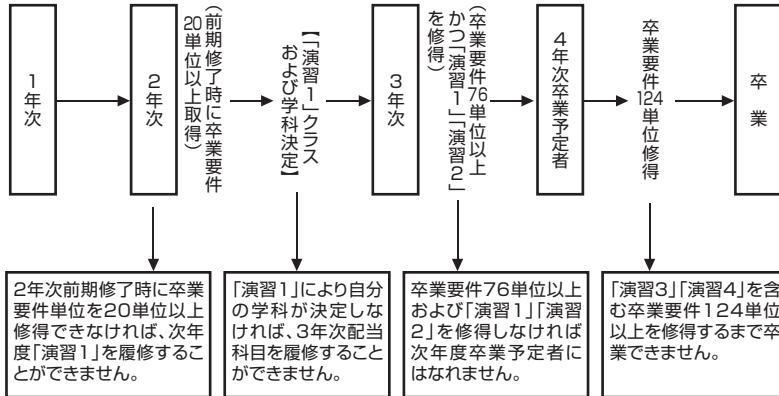 1年次
2年次
(前期修了時に卒業要件
20単位以上取得)
【「演習1」クラス
および学科決定】
3年次
(卒業要件76単位以上
かつ「演習1」「演習2」
を修得)
4年次卒業予定者
卒業要件
124
単位修得
卒業
2年次前期修了時に卒業
要件単位を20単位以上
修得できなければ、次年
度「演習1」を履修するこ
とができません。
「演習1」により自分
の学科が決定しな
ければ、3年次配当
科目を履修すること
ができません。
卒業要件76単位以上
および「演習1」「演習
2」を修得しなければ
次年度卒業予定者に
はなれません。
「演習3」「演習4」を含
む卒業要件124単位
以上を修得するまで卒
業できません。